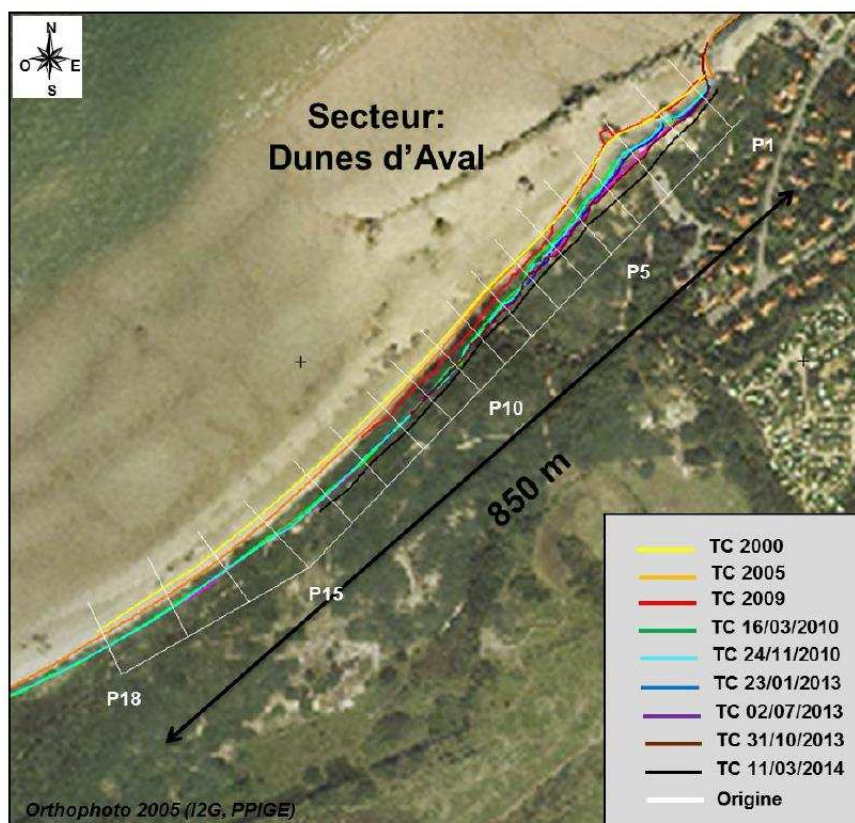 N
O E
S
Secteur:
Dunes d'Aval
P1
P5
P10
850 m
P15
P18
TC 2000
TC 2005
TC 2009
TC 16/03/2010
TC 24/11/2010
TC 23/01/2013
TC 02/07/2013
TC 31/10/2013
TC 11/03/2014
Origine
Orthophoto 2005 (I2G, PPIGE)